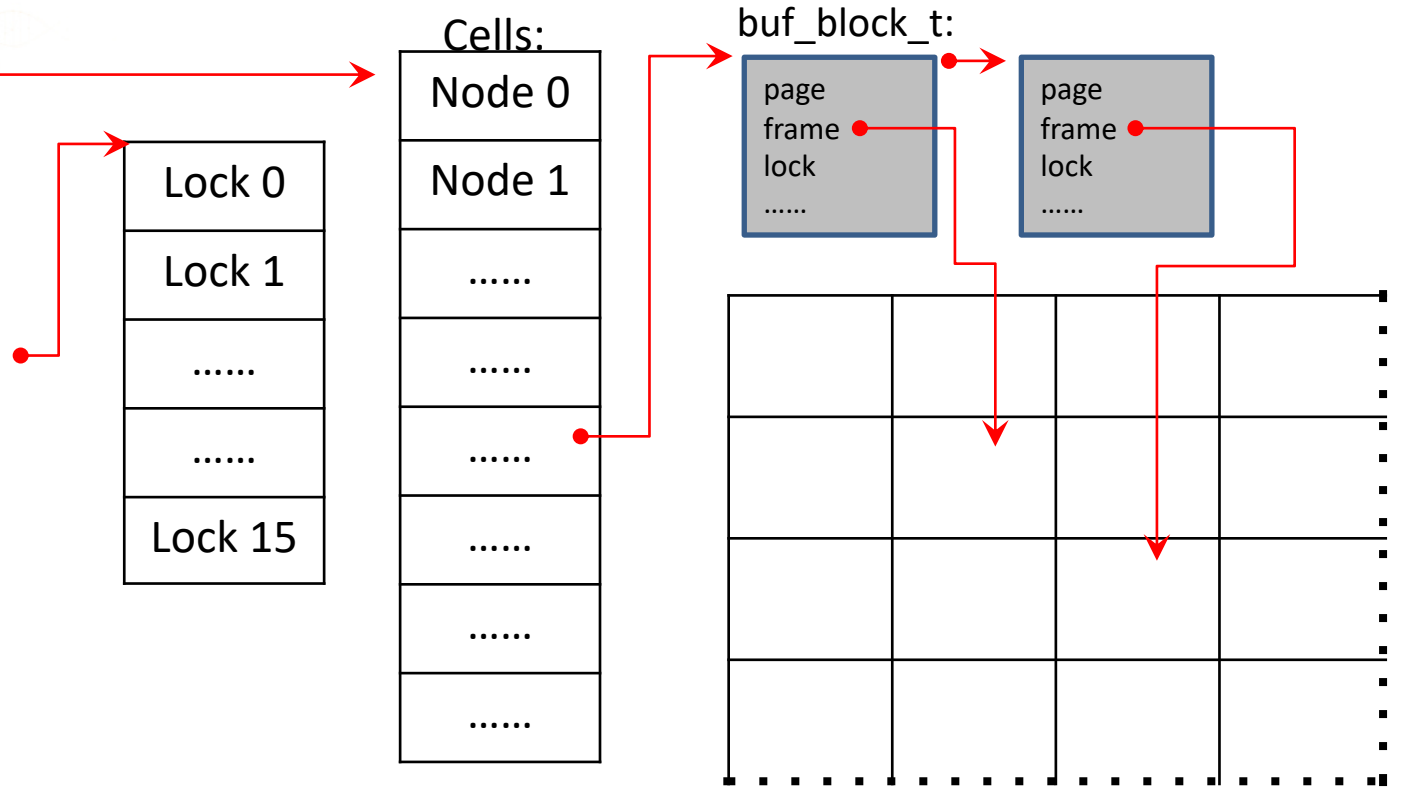 Cells:
Node 0
Node 1
......
......
......
......
......
......
Lock 0
Lock 1
......
......
Lock 15
buf_block_t:
page
frame
lock
......
page
frame
lock
......